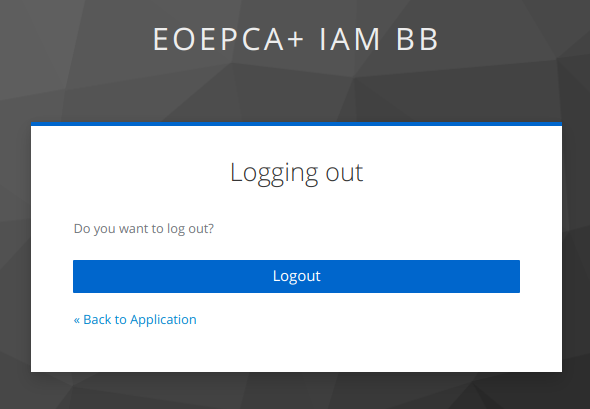 EOEPCA+ IAM BB
Logging out
Do you want to log out?
Logout
« Back to Application